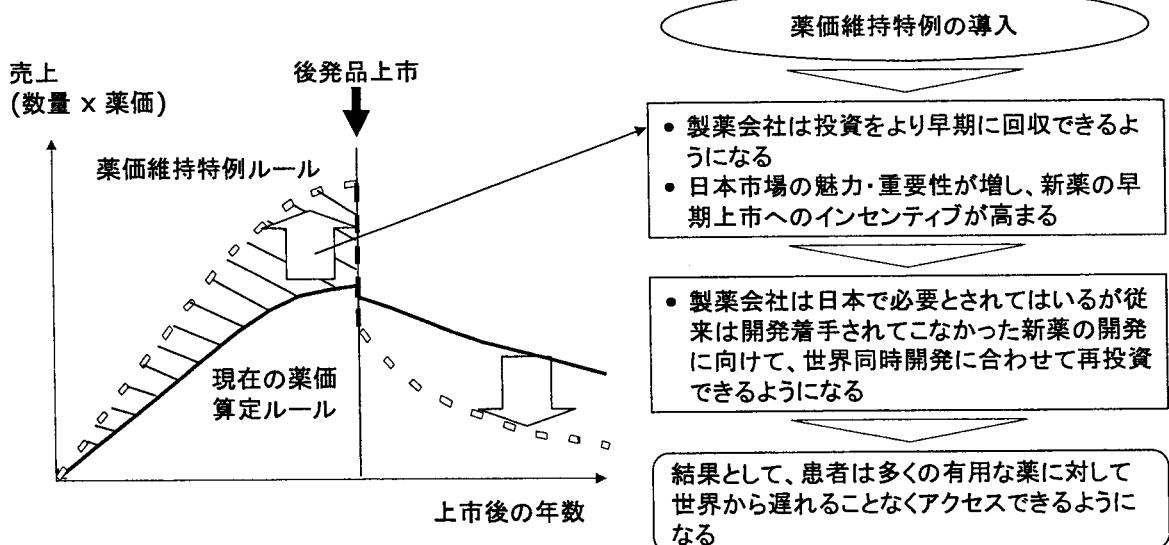 売上
(数量 x 薬価)
後発品上市
薬価維持特例ルール
現在の薬価
算定ルール
上市後の年数
薬価維持特例の導入
• 製薬会社は投資をより早期に回収できるよ
うになる
• 日本市場の魅力・重要性が増し、新薬の早
期上市へのインセンティブが高まる
• 製薬会社は日本で必要とされてはいるが従
来は開発着手されてこなかった新薬の開発
に向けて、世界同時開発に合わせて再投資
できるようになる
結果として、患者は多くの有用な薬に対して
世界から遅れることなくアクセスできるように
なる